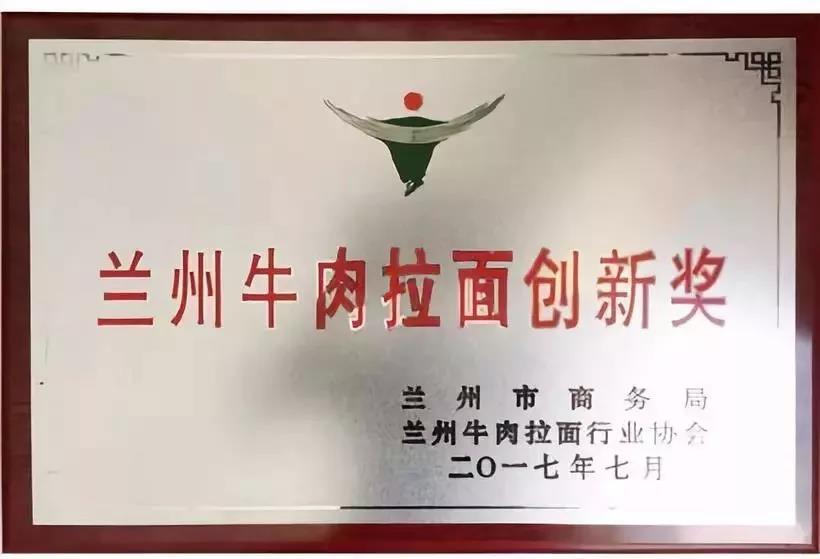 兰州牛肉拉面创新奖
兰州市商务局
兰州牛肉拉面行业协会
二〇一七年七月